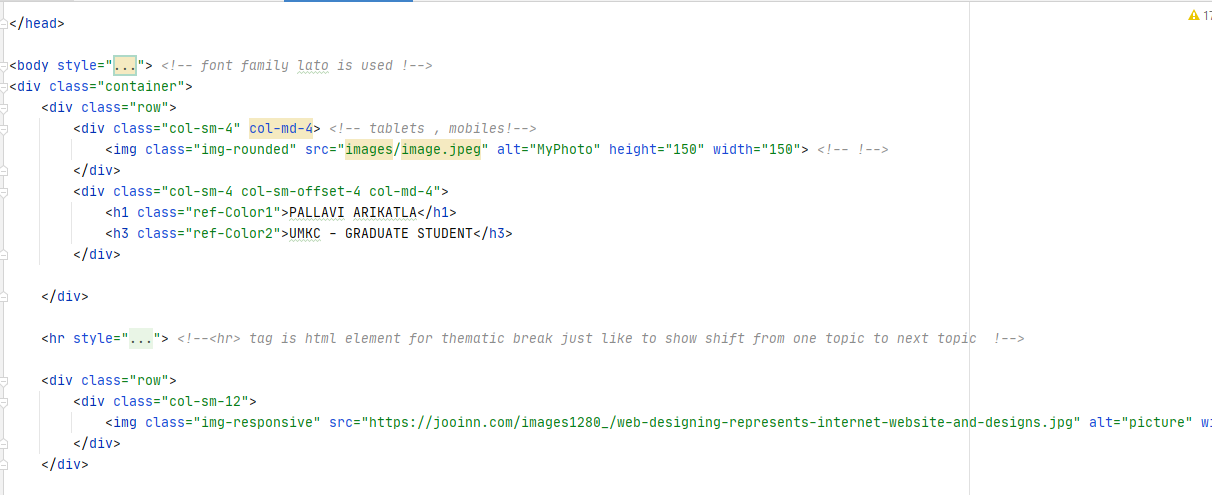 17
</head>
<body style="..."> <!-- font family lato is used !-->
<div class="container">
<div class="row">
<div class="col-sm-4" col-md-4> <!-- tablets , mobiles!-->
<img class="img-rounded" src="images/image.jpeg" alt="MyPhoto" height="150" width="150"> <!-- !-->
</div>
<div class="col-sm-4 col-sm-offset-4 col-md-4">
<h1 class="ref-Color1">PALLAVI ARIKATLA</h1>
<h3 class="ref-Color2">UMKC - GRADUATE STUDENT</h3>
</div>
</div>
<hr style="..."> <!--<hr> tag is html element for thematic break just like to show shift from one topic to next topic  !-->
<div class="row">
<div class="col-sm-12">
<img class="img-responsive" src="https://jooinn.com/images1280_/web-designing-represents-internet-website-and-designs.jpg" alt="picture" wi
</div>
</div>